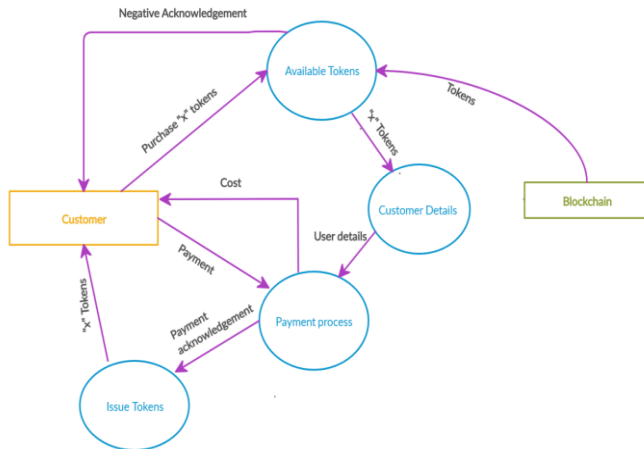 Negative Acknowledgement
Available Tokens
Tokens
Purchase "x" tokens
"x" Tokens
Cost
Customer
Customer Details
Blockchain
User details
Payment
Payment process
Payment
acknowledgement
"x" Tokens
Issue Tokens